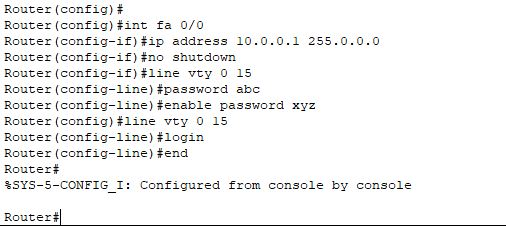 Router(config)#
Router(config)#int fa 0/0
Router(config-if)#ip address 10.0.0.1 255.0.0.0
Router(config-if)#no shutdown
Router(config-if)#line vty 0 15
Router(config-line)#password abc
Router(config-line)#enable password xyz
Router(config)#line vty 0 15
Router(config-line)#login
Router(config-line)#end
Router#
%SYS-5-CONFIG_I: Configured from console by console
Router#